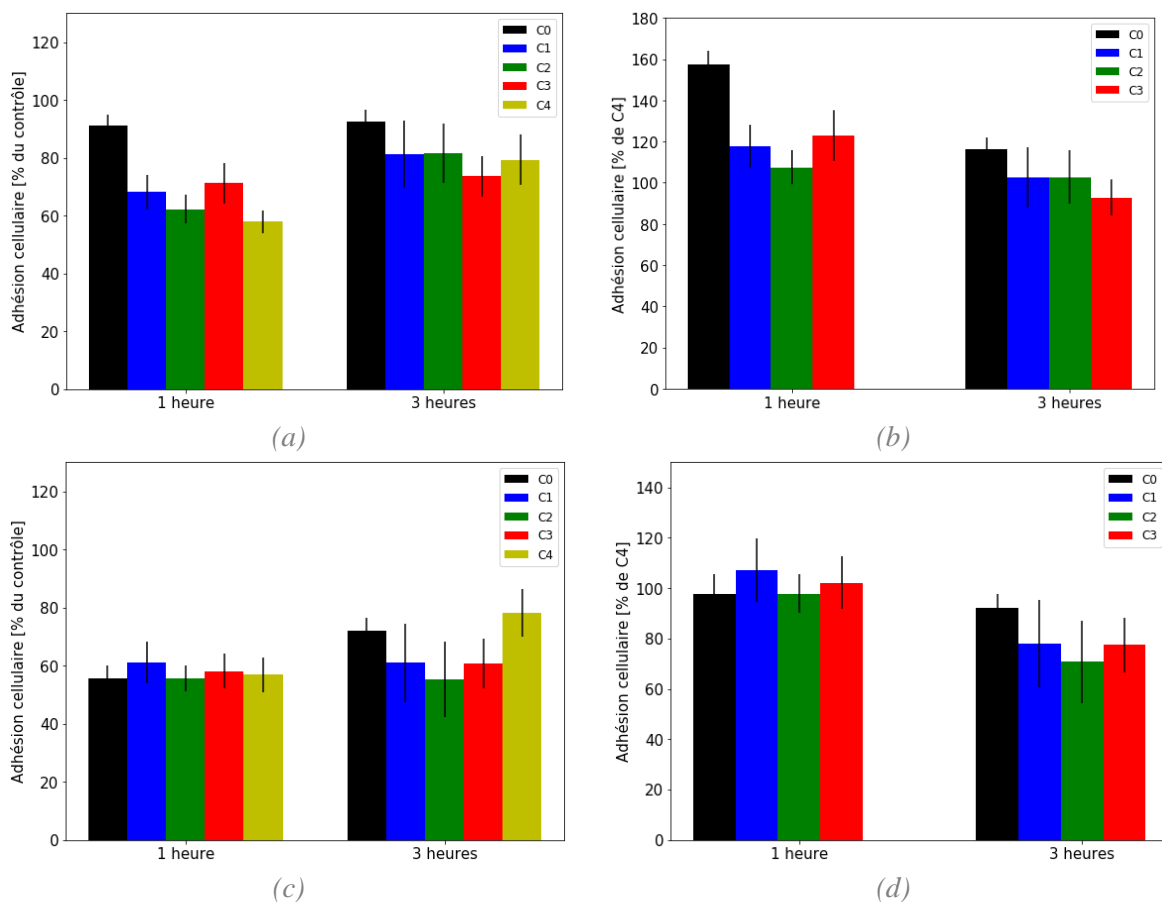 Adhésion cellulaire [% du contrôle]
120
100
80
60
40
20
0
C0
C1
C2
C3
C4
1 heure
3 heures
(a)
Adhésion cellulaire [% de C4]
180
160
140
120
100
80
60
40
20
0
C0
C1
C2
C3
1 heure
3 heures
(b)
Adhésion cellulaire [% du contrôle]
120
100
80
60
40
20
0
C0
C1
C2
C3
C4
1 heure
3 heures
(c)
Adhésion cellulaire [% de C4]
140
120
100
80
60
40
20
0
C0
C1
C2
C3
1 heure
3 heures
(d)